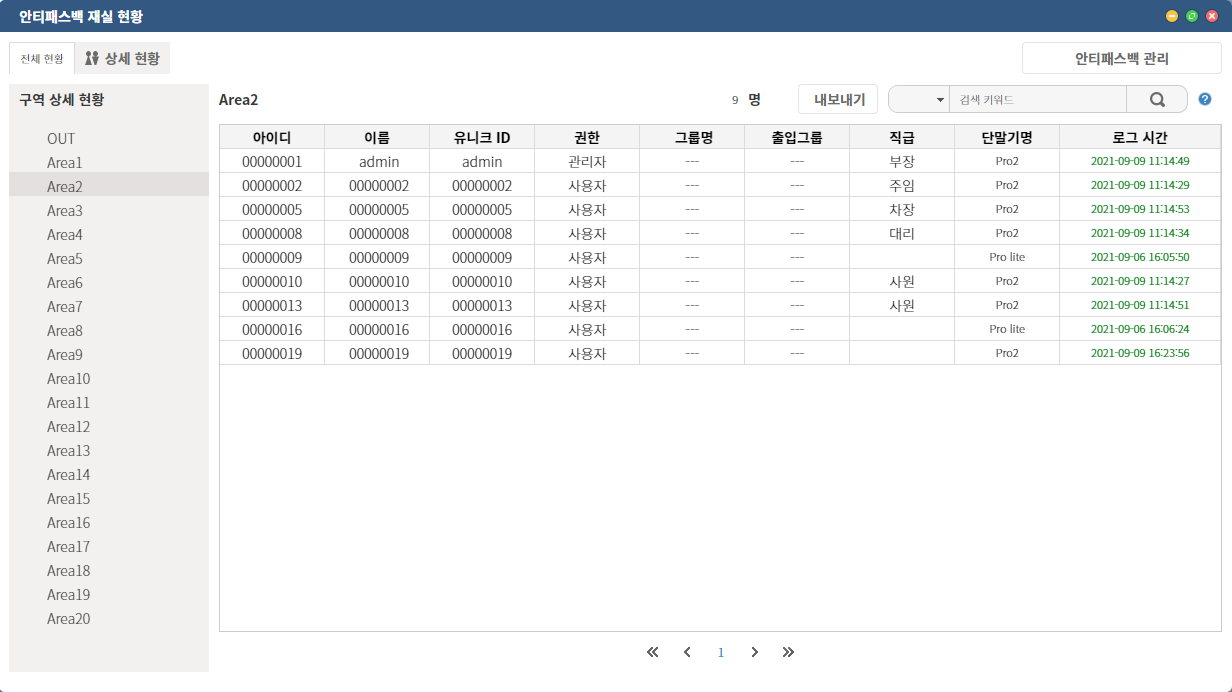 안티패스백 재실 현황
전체 현황 상세 현황 안티패스백 관리
구역 상세 현황
OUT
Area1
Area2
Area3
Area4
Area5
Area6
Area7
Area8
Area9
Area10
Area11
Area12
Area13
Area14
Area15
Area16
Area17
Area18
Area19
Area20
Area2 9 명 내보내기 검색 키워드 ?
아이디 이름 유니크 ID 권한 그룹명 출입그룹 직급 단말기명 로그 시간
00000001 admin admin 관리자 --- --- 부장 Pro2 2021-09-09 11:14:49
00000002 00000002 00000002 사용자 --- --- 주임 Pro2 2021-09-09 11:14:29
00000005 00000005 00000005 사용자 --- --- 차장 Pro2 2021-09-09 11:14:53
00000008 00000008 00000008 사용자 --- --- 대리 Pro2 2021-09-09 11:14:34
00000009 00000009 00000009 사용자 --- --- Pro lite 2021-09-06 16:05:50
00000010 00000010 00000010 사용자 --- --- 사원 Pro2 2021-09-09 11:14:27
00000013 00000013 00000013 사용자 --- --- 사원 Pro2 2021-09-09 11:14:51
00000016 00000016 00000016 사용자 --- --- Pro lite 2021-09-06 16:06:24
00000019 00000019 00000019 사용자 --- --- Pro2 2021-09-09 16:23:56
1